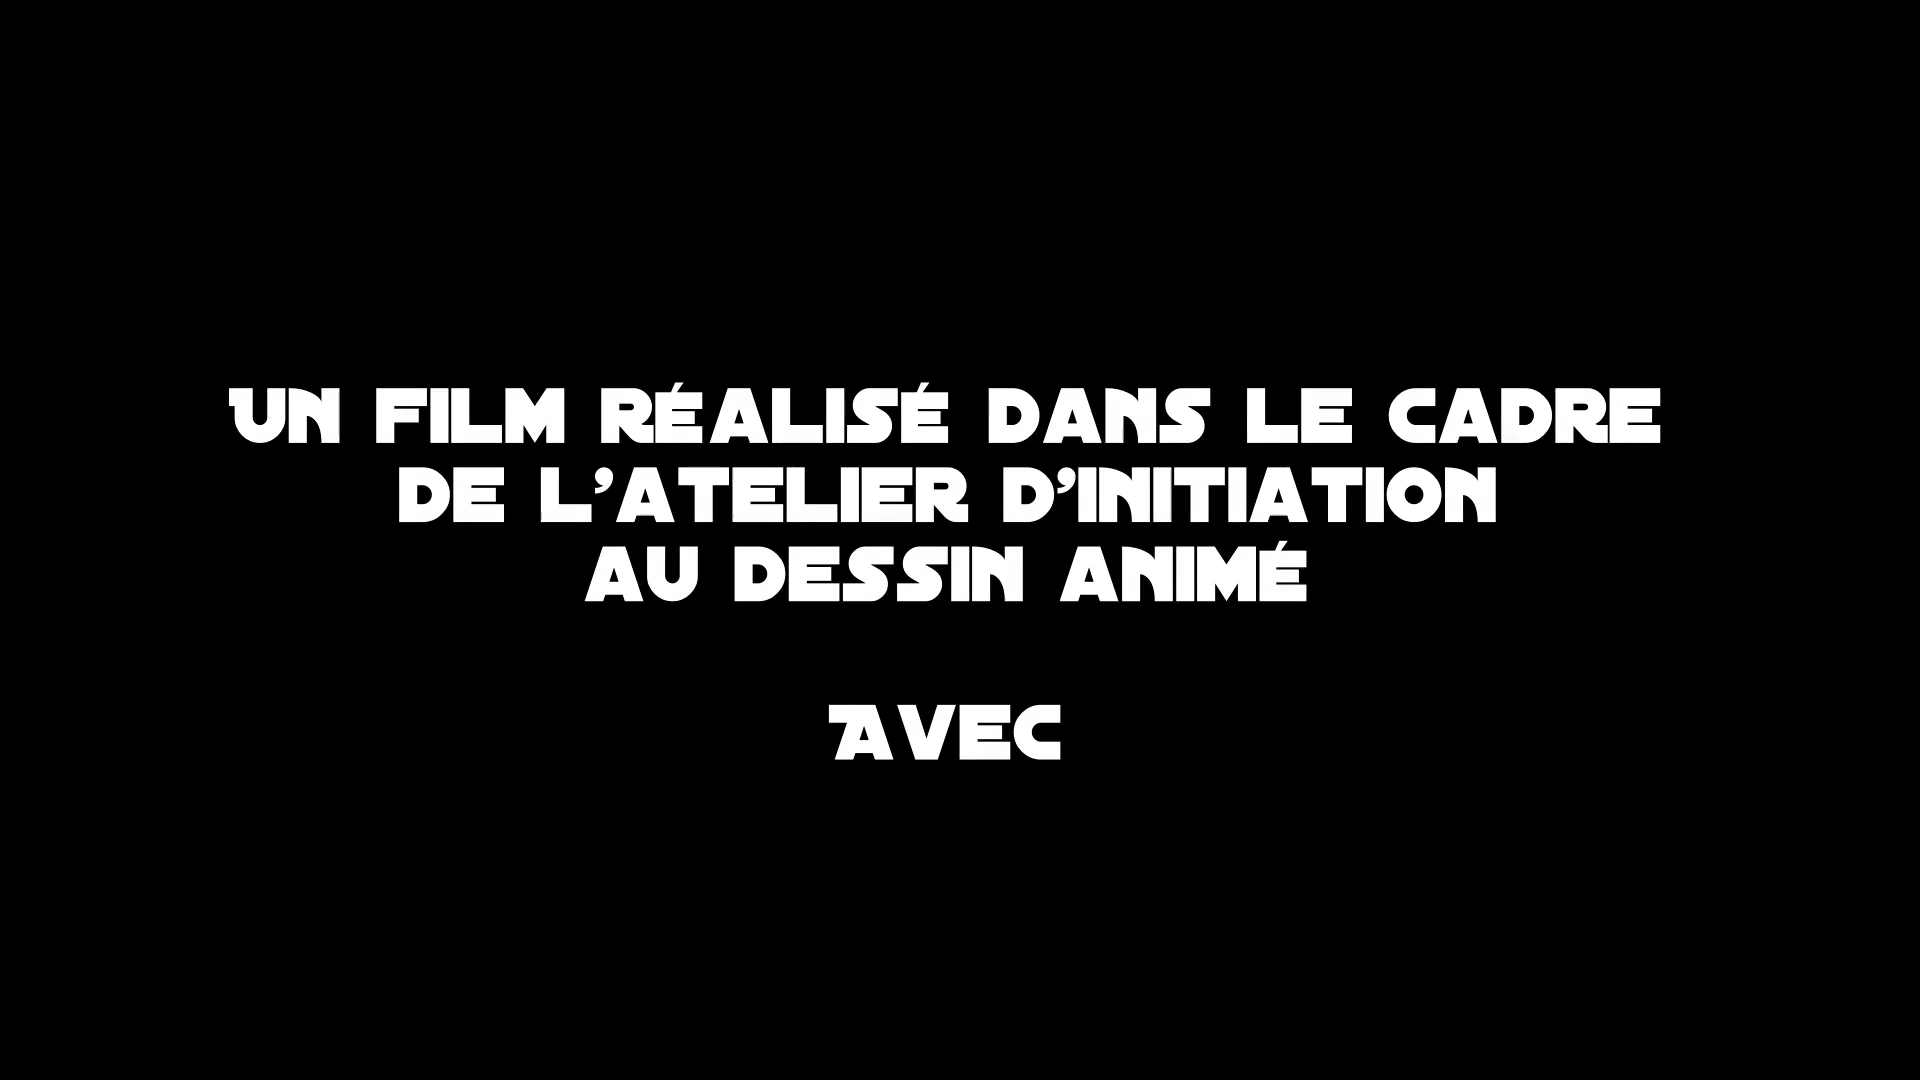 Un film réalisé dans le cadre
de l’atelier d’initiation
au dessin animé
Avec